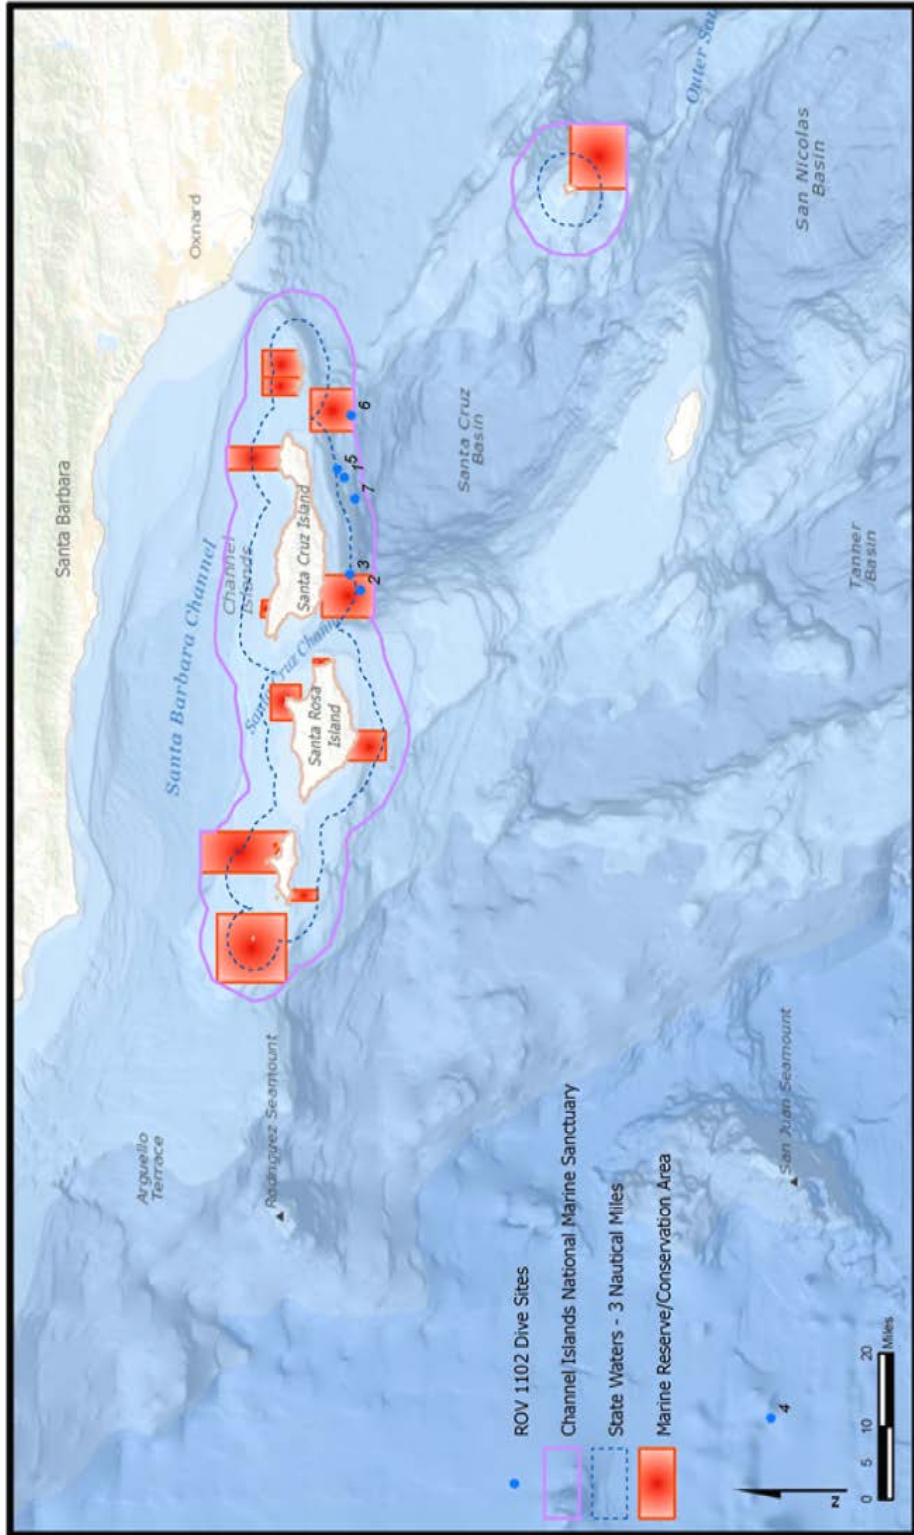 Santa Barbara
Arguello
Terrace
Santa Barbara Channel
Oxnard
Channel
Islands
Rodriguez Seamount
Santa Cruz Island
Santa Rosa
Island
5
1
6
7
3
2
Santa Cruz
Basin
ROV 1102 Dive Sites
Channel Islands National Marine Sanctuary
State Waters - 3 Nautical Miles
Marine Reserve/Conservation Area
Outer
San Nicolas
Basin
San Juan Seamount
Tanner
Basin
4
N
0 5 10 20
Miles